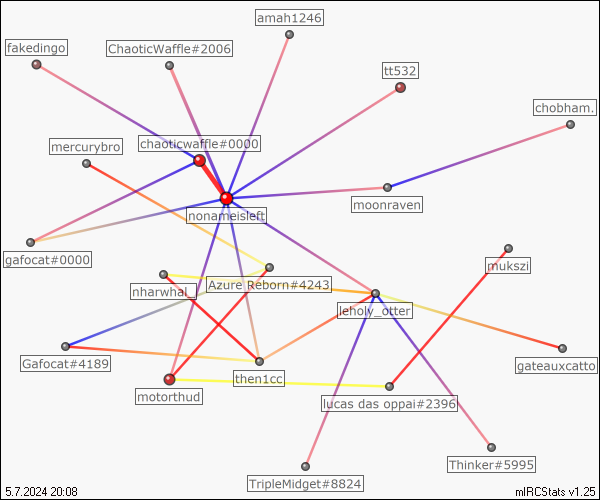 amah1246
fakedingo
ChaoticWaffle#2006
tt532
chobham.
mercurybro
chaoticwaffle#0000
moonraven
nonameisleft
gafocat#0000
mukszi
nharwhal_
Azure Reborn#4243
leholy_otter
Gafocat#4189
then1cc
gateauxcatto
motorthud
lucas das oppai#2396
Thinker#5995
TripleMidget#8824
5.7.2024 20:08
mIRCStats v1.25